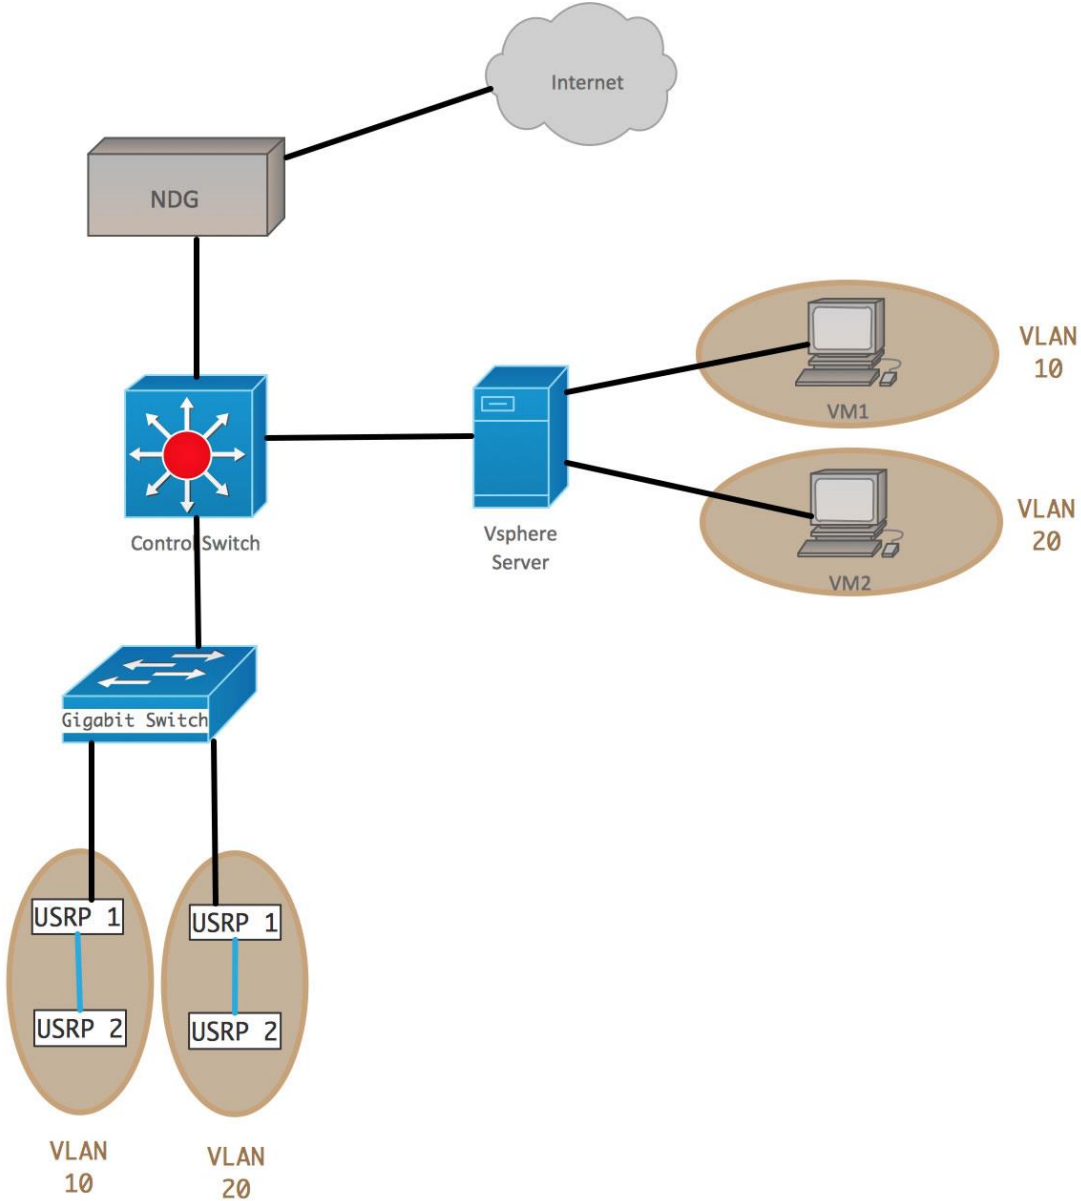 Internet
NDG
VLAN
10
VM1
Control Switch
Vsphere
Server
VLAN
20
VM2
Gigabit Switch
USRP 1
USRP 2
VLAN
10
USRP 1
USRP 2
VLAN
20